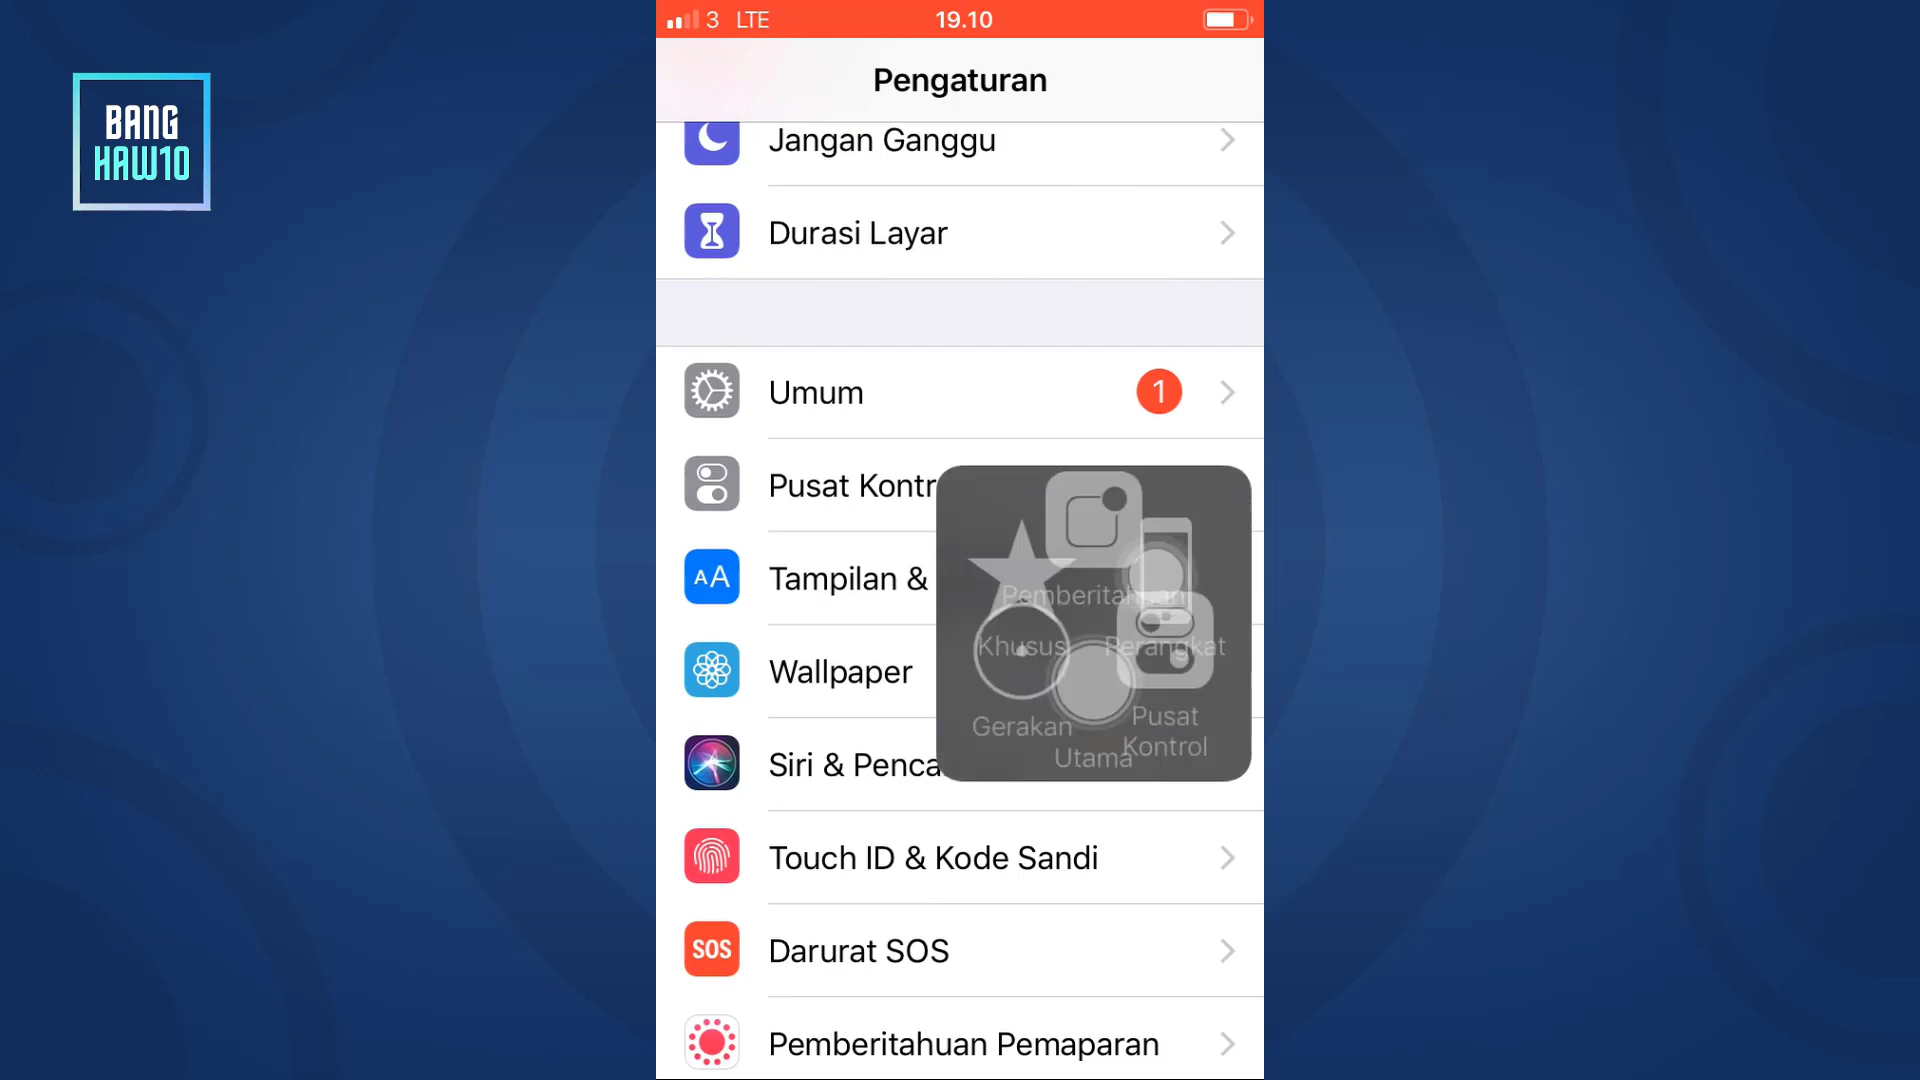 3 LTE 19.10
BANG
HAW10
Pengaturan
Jangan Ganggu
Durasi Layar
Umum 1
Pusat Kontr
AA Tampilan &
Wallpaper
Siri & Penca
Pemberitahuan
Khusus
Perangkat
Gerakan
Pusat
Kontrol
Utama
Touch ID & Kode Sandi
SOS Darurat SOS
Pemberitahuan Pemaparan